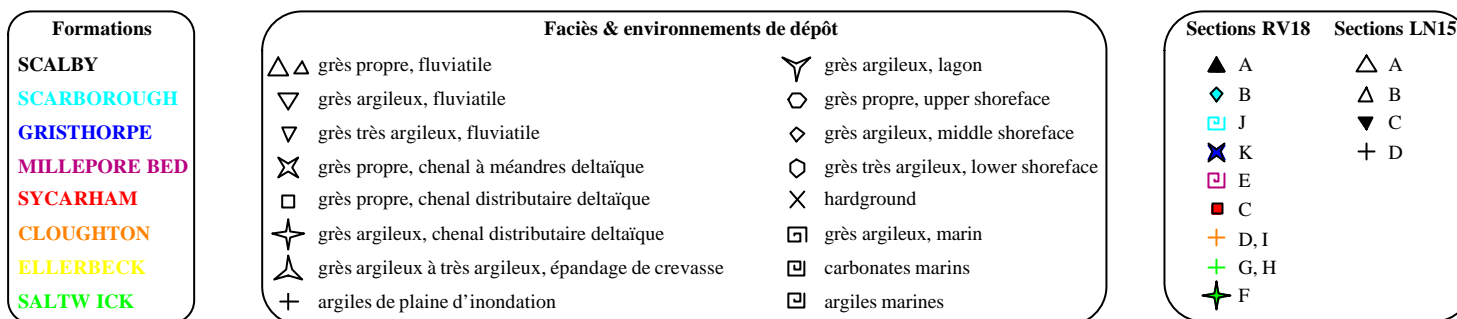 Formations
SCALBY
SCARBOROUGH
GRISTHORPE
MILLEPORE BED
SYCARHAM
CLOUGHTON
ELLERBECK
SALTW ICK
Faciès & environnements de dépôt
grès propre, fluviatile
grès argileux, fluviatile
grès très argileux, fluviatile
grès propre, chenal à méandres deltaïque
grès propre, chenal distributaire deltaïque
grès argileux, chenal distributaire deltaïque
grès argileux à très argileux, épandage de crevasse
argiles de plaine d'inondation
grès argileux, lagon
grès propre, upper shoreface
grès argileux, middle shoreface
grès très argileux, lower shoreface
hardground
grès argileux, marin
carbonates marins
argiles marines
Sections RV18
A
B
J
K
E
C
D, I
G, H
F
Sections LN15
A
B
C
D